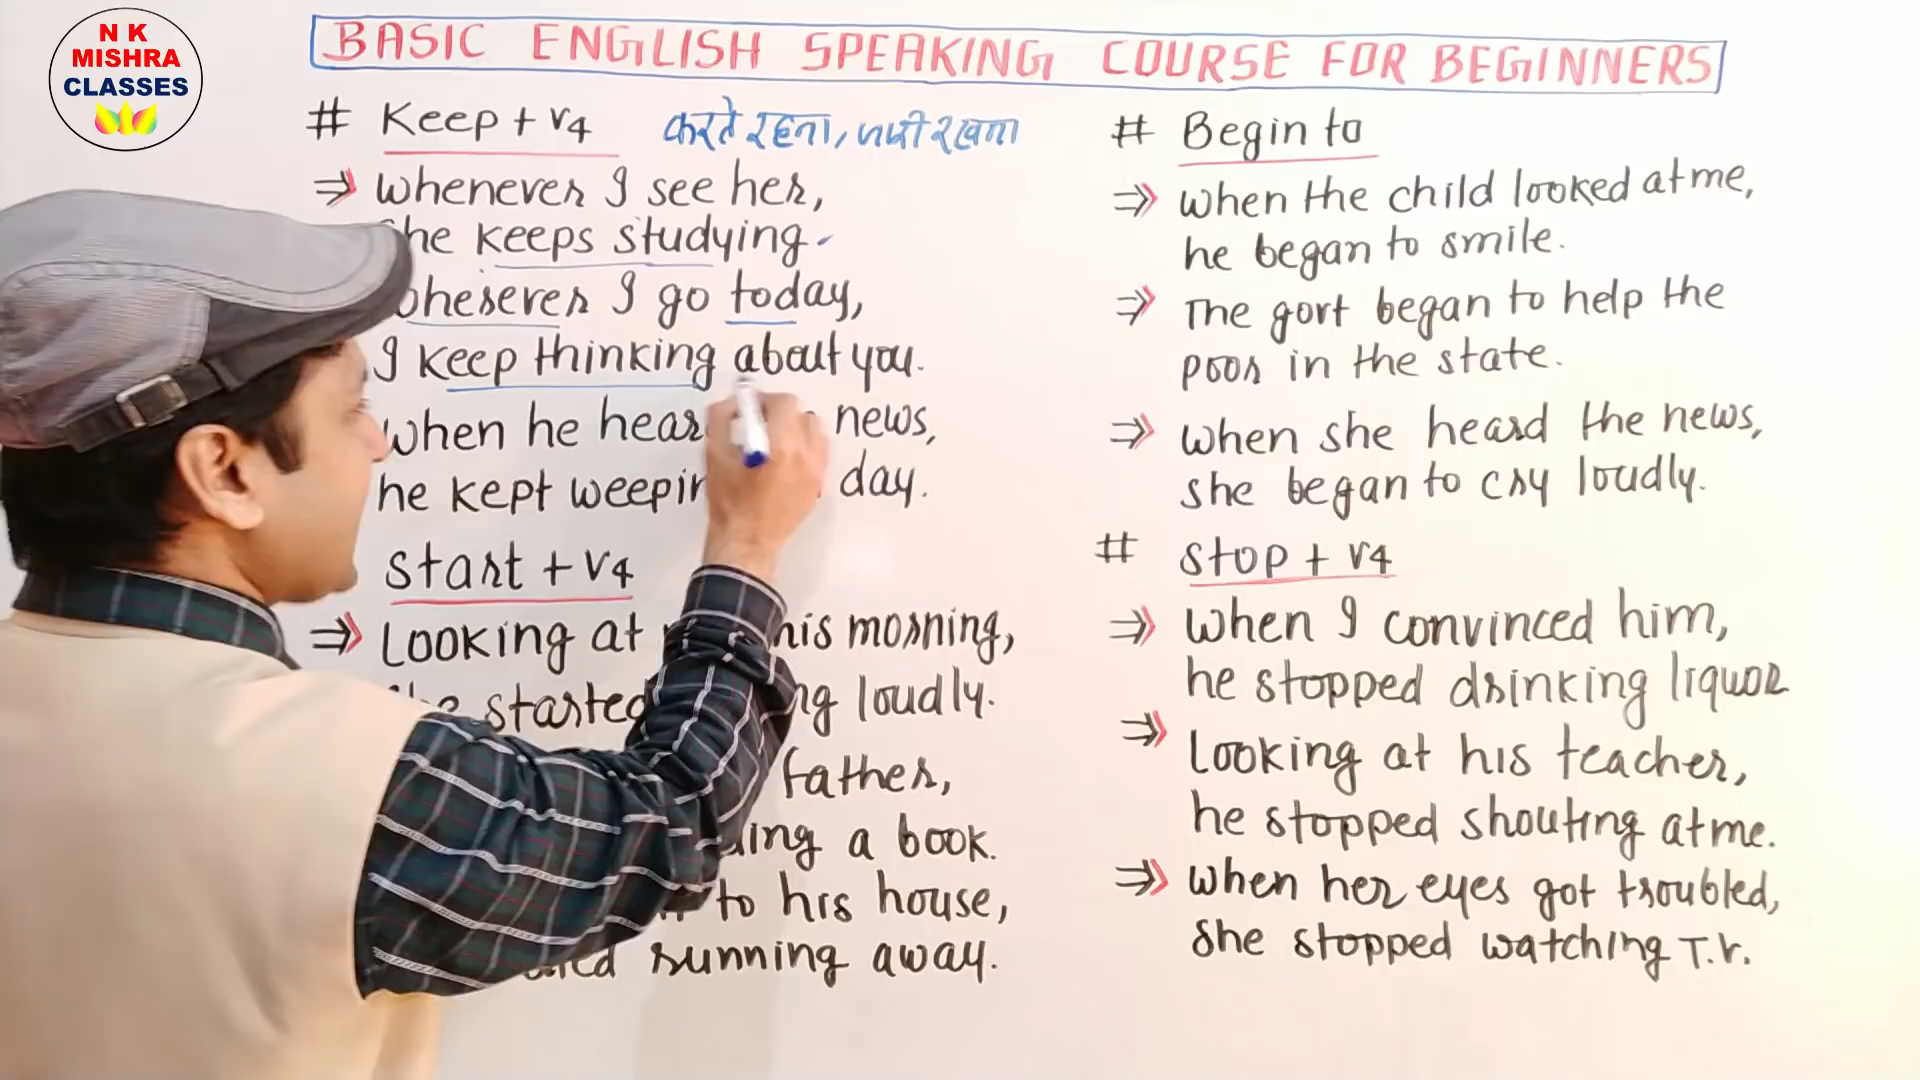 N K
MISHRA
CLASSES
BASIC ENGLISH SPEAKING COURSE FOR BEGINNERS
# Keep + V4 करते रहना, जारी रखना
⇒ Whenever I see her,
she keeps studying
I go today,
I keep thinking about you.
when he news,
he kept day.
start + V4
⇒ Looking at this morning,
started loudly.
father,
a book.
to his house,
running away.
# Begin to
⇒ when the child looked at me,
he began to smile.
⇒ The govt began to help the
poor in the state.
⇒ when she heard the news,
she began to cry loudly.
# stop + V4
⇒ When I convinced him,
he stopped drinking liquor
⇒ Looking at his teacher,
he stopped shouting at me.
⇒ When her eyes got troubled,
she stopped watching T.V.